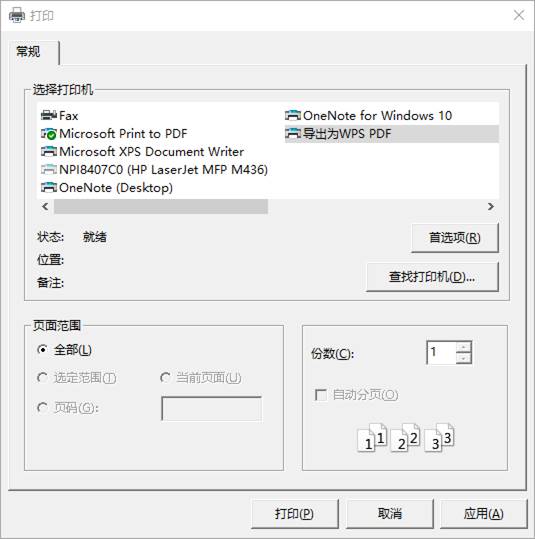 打印
常规
选择打印机
Fax
OneNote for Windows 10
Microsoft Print to PDF
导出为WPS PDF
Microsoft XPS Document Writer
NPI8407C0 (HP LaserJet MFP M436)
OneNote (Desktop)
状态: 就绪
首选项(R)
位置:
备注:
查找打印机(D)...
页面范围
全部(L)
选定范围(T) 当前页面(U)
页码(G):
份数(C): 1
自动分页(O)
1 1 2 2 3 3
打印(P) 取消 应用(A)